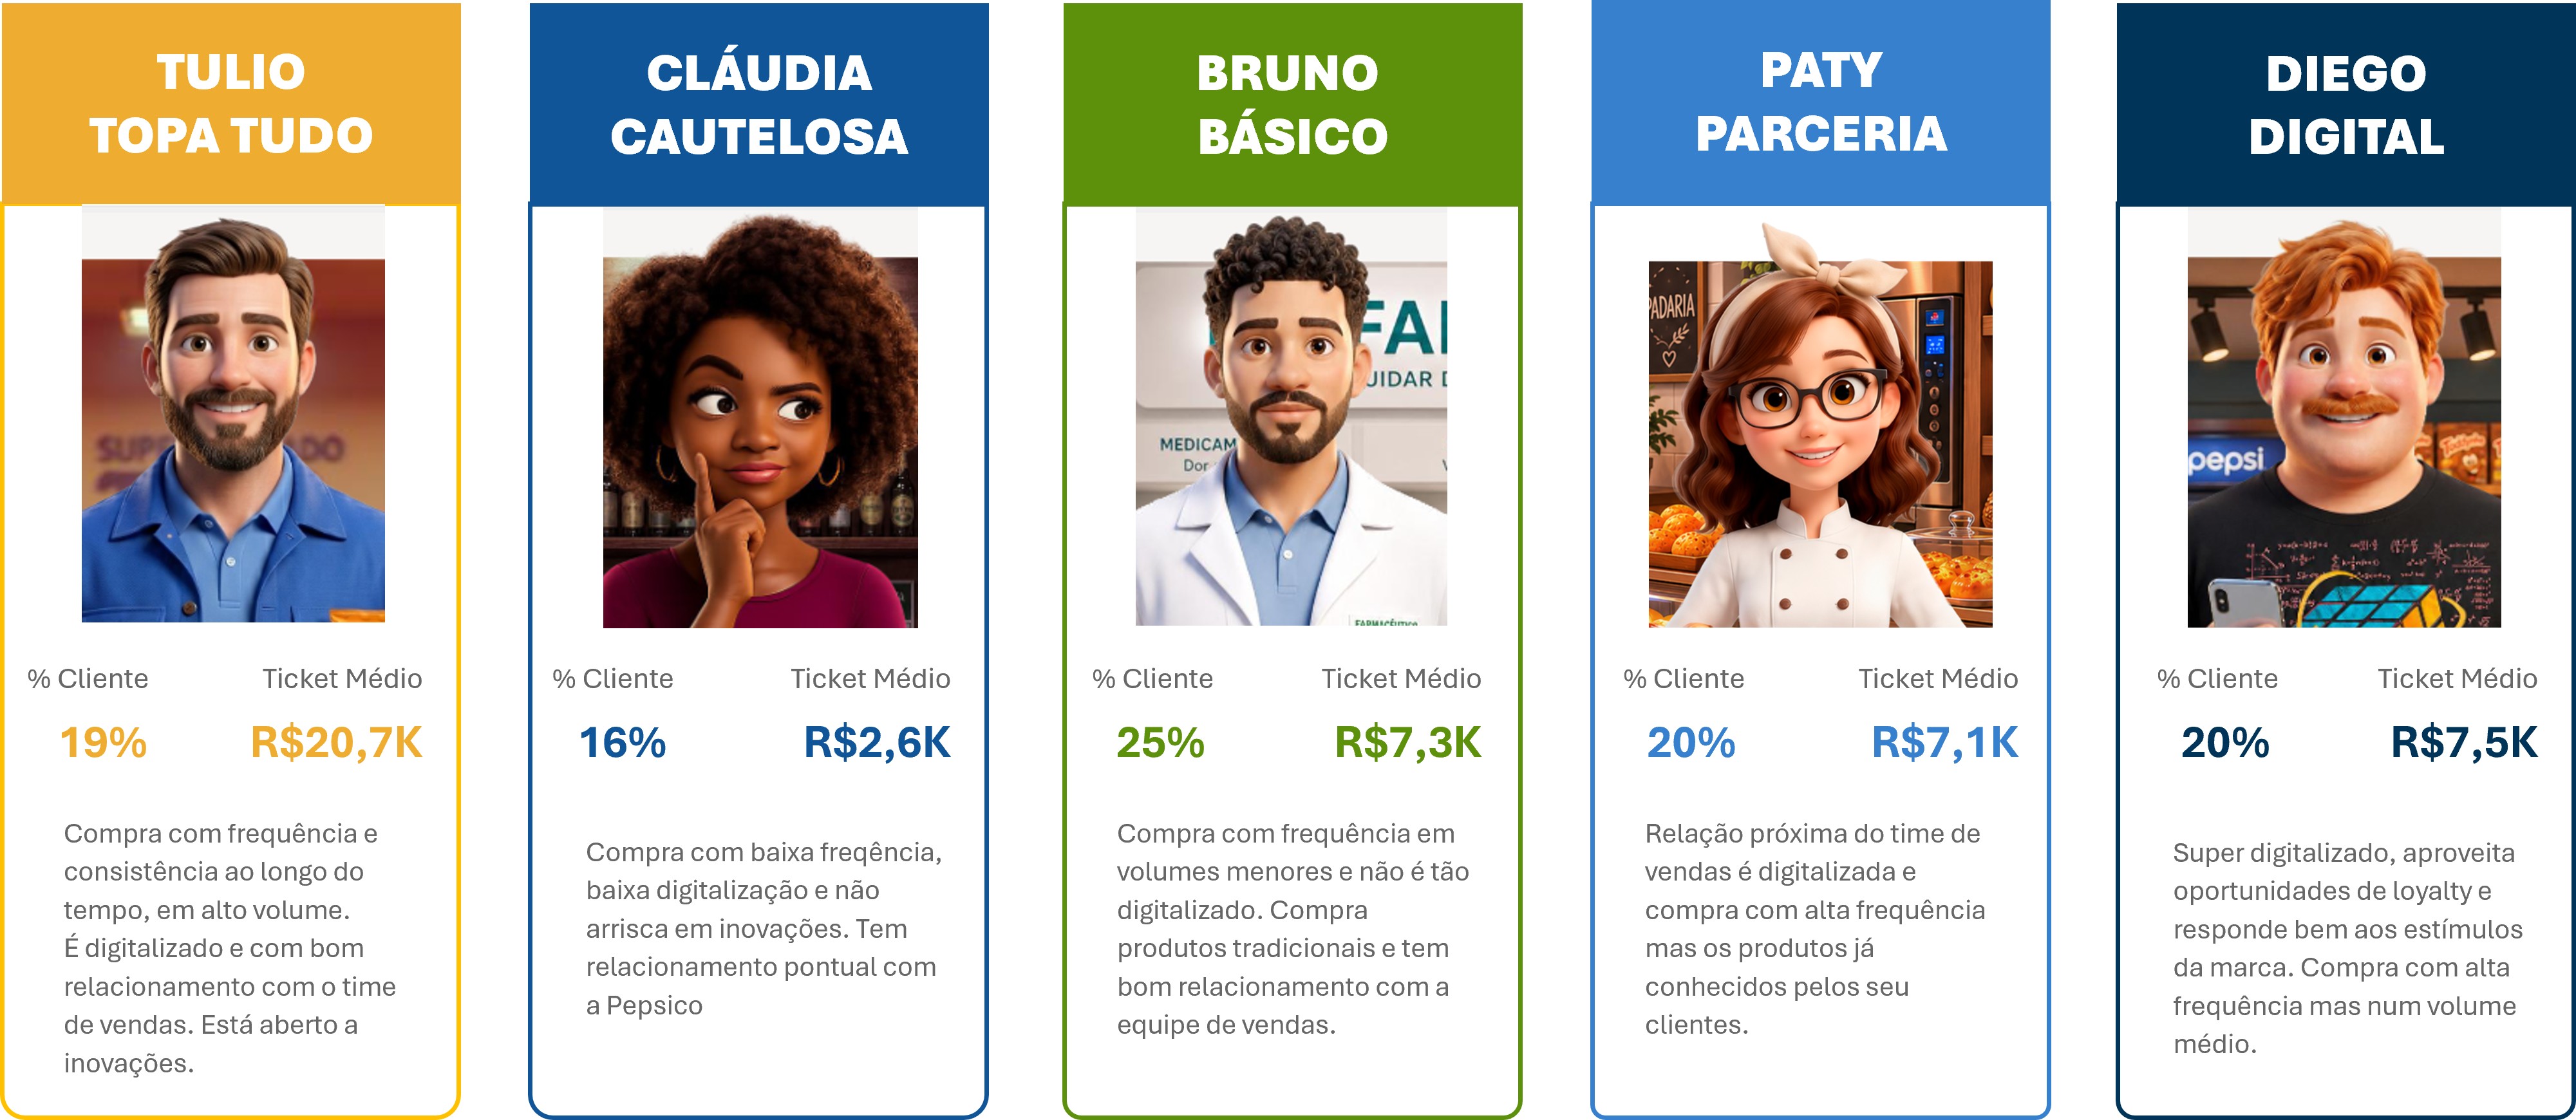 TULIO
TOPA TUDO
% Cliente
Ticket Médio
19%
R$20,7K
Compra com frequência e
consistência ao longo do
tempo, em alto volume.
É digitalizado e com bom
relacionamento com o time
de vendas. Está aberto a
inovações.
CLÁUDIA
CAUTELOSA
% Cliente
Ticket Médio
16%
R$2,6K
Compra com baixa freqência,
baixa digitalização e não
arrisca em inovações. Tem
relacionamento pontual com
a Pepsico
BRUNO
BÁSICO
FAI
UIDAR D
MEDICAM
Dor
FARMACÊUTICO
% Cliente
Ticket Médio
25%
R$7,3K
Compra com frequência em
volumes menores e não é tão
digitalizado. Compra
produtos tradicionais e tem
bom relacionamento com a
equipe de vendas.
PATY
PARCERIA
PADARIA
% Cliente
Ticket Médio
20%
R$7,1K
Relação próxima do time de
vendas é digitalizada e
compra com alta frequência
mas os produtos já
conhecidos pelos seu
clientes.
DIEGO
DIGITAL
pepsi
% Cliente
Ticket Médio
20%
R$7,5K
Super digitalizado, aproveita
oportunidades de loyalty e
responde bem aos estímulos
da marca. Compra com alta
frequência mas num volume
médio.